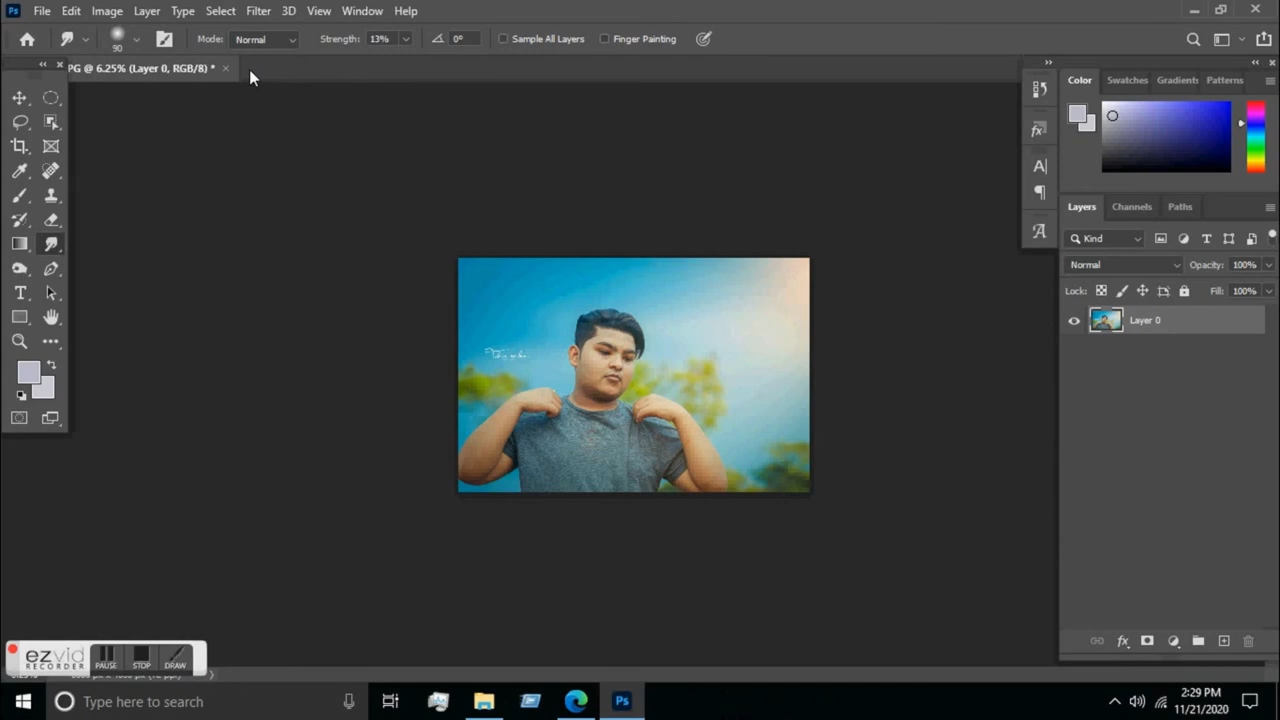 Ps File Edit Image Layer Type Select Filter 3D View Window Help
90 Mode: Normal Strength: 13% 0° Sample All Layers Finger Painting
PG @ 6.25% (Layer 0, RGB/8) *
Color Swatches Gradients Patterns
Layers Channels Paths
Kind
Normal Opacity: 100%
Lock: Fill: 100%
Layer 0
ezvid
RECORDER
PAUSE STOP DRAW
Type here to search
Ps
2:29 PM
11/21/2020